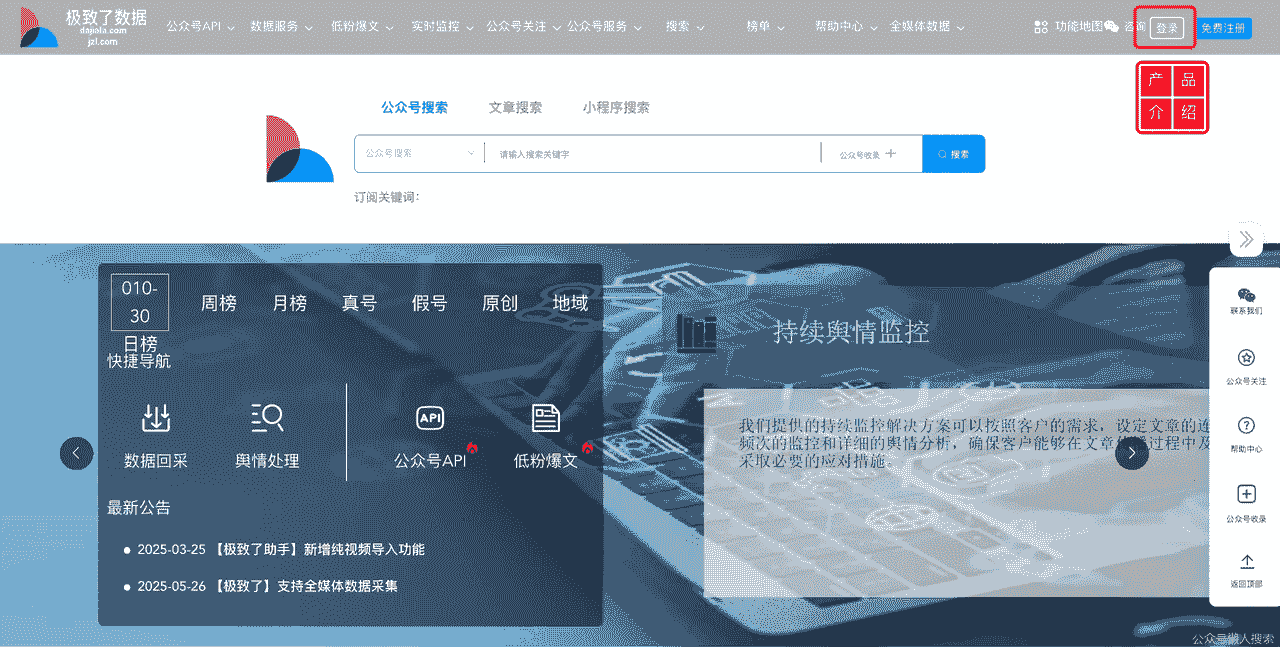 极致了数据
dajiala.com
jzl.com
公众号API 数据服务 低粉爆文 实时监控 公众号关注 公众号服务 搜索 榜单 帮助中心 全媒体数据 功能地图 咨询 登录 免费注册
产 品
介 绍
公众号搜索 文章搜索 小程序搜索
公众号搜索 请输入搜索关键字 公众号收录 搜索
订阅关键词:
010-
30
日榜 周榜 月榜 真号 假号 原创 地域
快捷导航
数据回采 舆情处理 API 公众号API 低粉爆文
最新公告
2025-03-25 【极致了助手】新增纯视频导入功能
2025-05-26 【极致了】支持全媒体数据采集
持续舆情监控
我们提供的持续监控解决方案可以按照客户的需求，设定文章的连
频次的监控和详细的舆情分析，确保客户能够在文章 过程中及
采取必要的应对措施。
联系我们
公众号关注
帮助中心
公众号收录
返回顶部
公众号懒人搜索